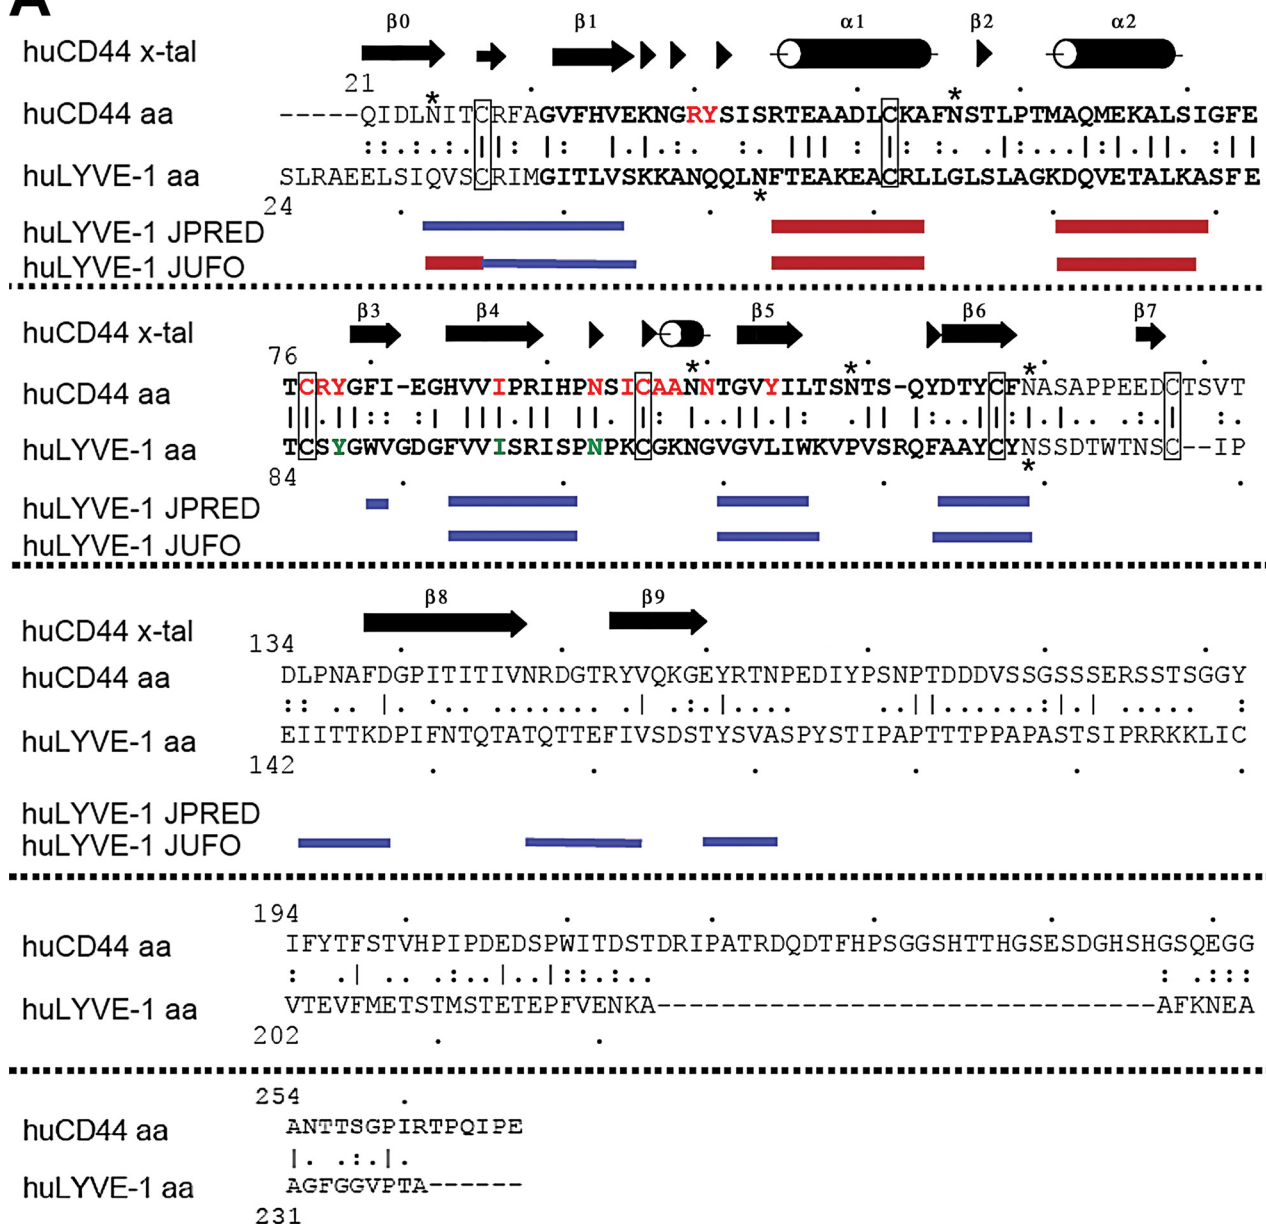 A
β0 β1 α1 β2 α2
huCD44 x-tal
21
huCD44 aa -----QIDLNITCRFAGVFHVEKNGRYSISRTEAADLCKAFNSTLPTMAQMEKALSIGFE
huLYVE-1 aa SLRAEELSIQVSCRIMGITLVSKKANQQLNFTEAKEACRLLGLSLAGKDQVETALKASFE
24
huLYVE-1 JPRED
huLYVE-1 JUFO
β3 β4 β5 β6 β7
huCD44 x-tal
76
huCD44 aa TCRYGFI-EGHVVIPRIHPNSICAANNTGVYILTSNTS-QYDTYCFNASAPPEEDCTSVT
huLYVE-1 aa TCSYGWVGDGFVVISRISPNPKCGKNGVGVLIWKVPVSRQFAAYCYNSSDTWTNSC--IP
84
huLYVE-1 JPRED
huLYVE-1 JUFO
β8 β9
huCD44 x-tal
134
huCD44 aa DLPNAFDGPITITIVNRDGTRYVQKGEYRTNPEDIYPSNPTDDDVSSGSSSERSSTSGGY
huLYVE-1 aa EIITTKDPIFNTQTATQTTEFIVSDSTYSVASPYSTIPAPTTTPPAPASTSIPRRKKLIC
142
huLYVE-1 JPRED
huLYVE-1 JUFO
194
huCD44 aa IFYTFSTVHPIPDEDSPWITDSTDRIPATRDQDTFHPSGGSHTTHGSESDGHSHGSQEGG
huLYVE-1 aa VTEVFMETSTMSTETEPFVENKA-------------------------------AFKNEA
202
254
huCD44 aa ANTTSGPIRTPQIPE
huLYVE-1 aa AGFGGVPTA------
231